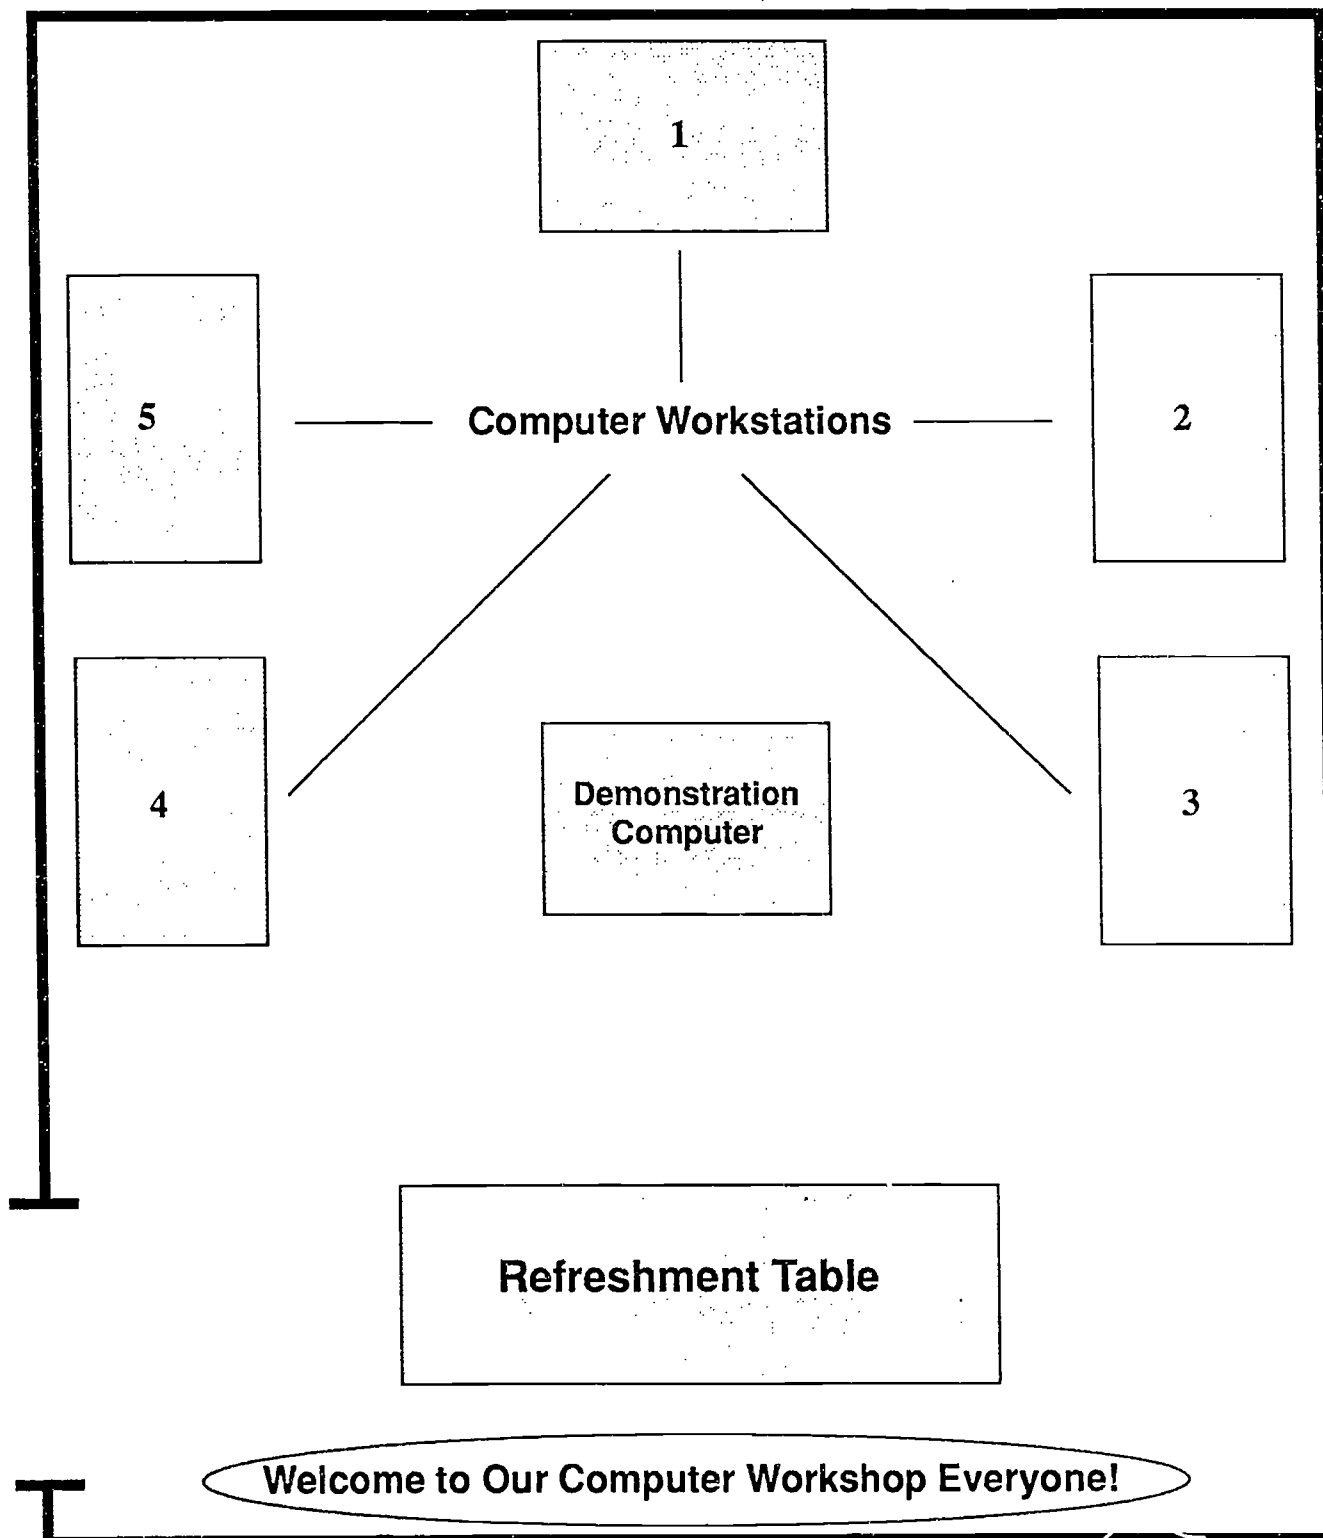 1
5
Computer Workstations
2
4
Demonstration
Computer
3
Refreshment Table
Welcome to Our Computer Workshop Everyone!